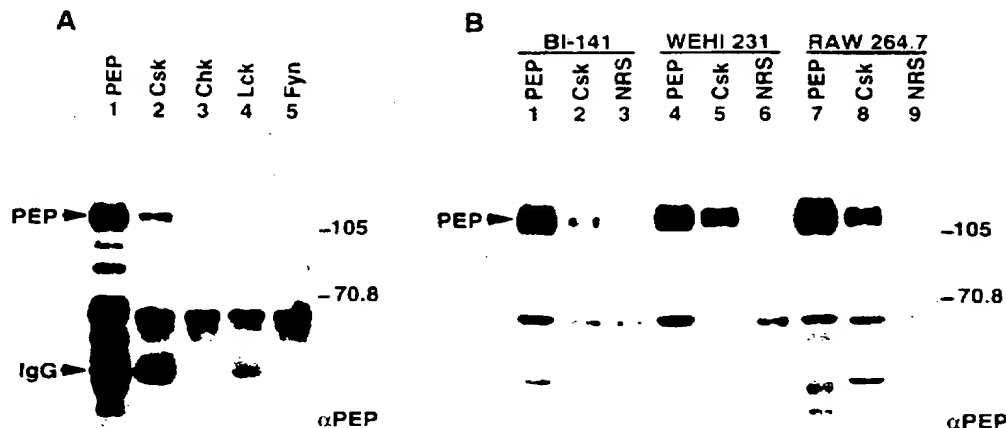 A
PEP Csk Chk Lck Fyn
1 2 3 4 5
PEP
-105
-70.8
IgG
αPEP
B
BI-141 WEHI 231 RAW 264.7
PEP Csk NRS PEP Csk NRS PEP Csk NRS
1 2 3 4 5 6 7 8 9
PEP
-105
-70.8
αPEP